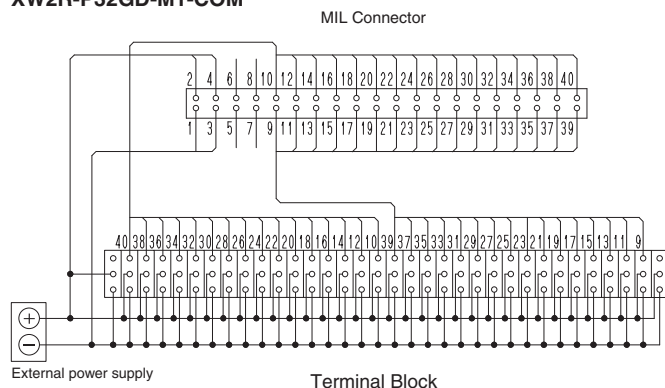 XW2R-P32GD-M1-COM
MIL Connector
2 4 6 8 10 12 14 16 18 20 22 24 26 28 30 32 34 36 38 40
1 3 5 7 9 11 13 15 17 19 21 23 25 27 29 31 33 35 37 39
40 38 36 34 32 30 28 26 24 22 20 18 16 14 12 10 39 37 35 33 31 29 27 25 23 21 19 17 15 13 11 9
+
−
External power supply
Terminal Block